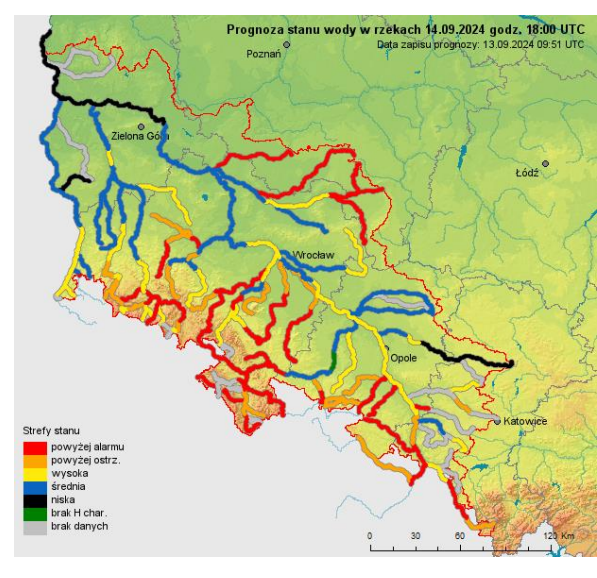 Prognoza stanu wody w rzekach 14.09.2024 godz, 18:00 UTC
Data zapisu prognozy: 13.09.2024 09:51 UTC
Poznań
Zielona Góra
Łódź
Wrocław
Opole
Katowice
Strefy stanu
powyżej alarmu
powyżej ostrz.
wysoka
średnia
niska
brak H char.
brak danych
0 30 60 120 Km